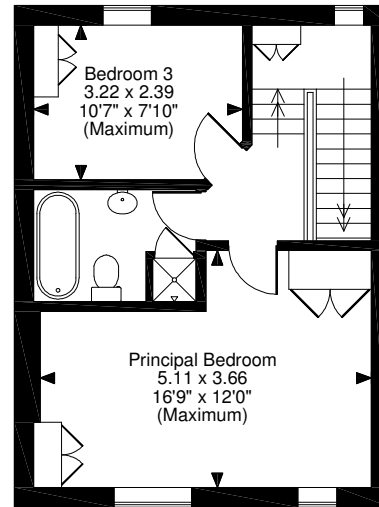 Bedroom 3
3.22 x 2.39
10'7" x 7'10"
(Maximum)
Principal Bedroom
5.11 x 3.66
16'9" x 12'0"
(Maximum)